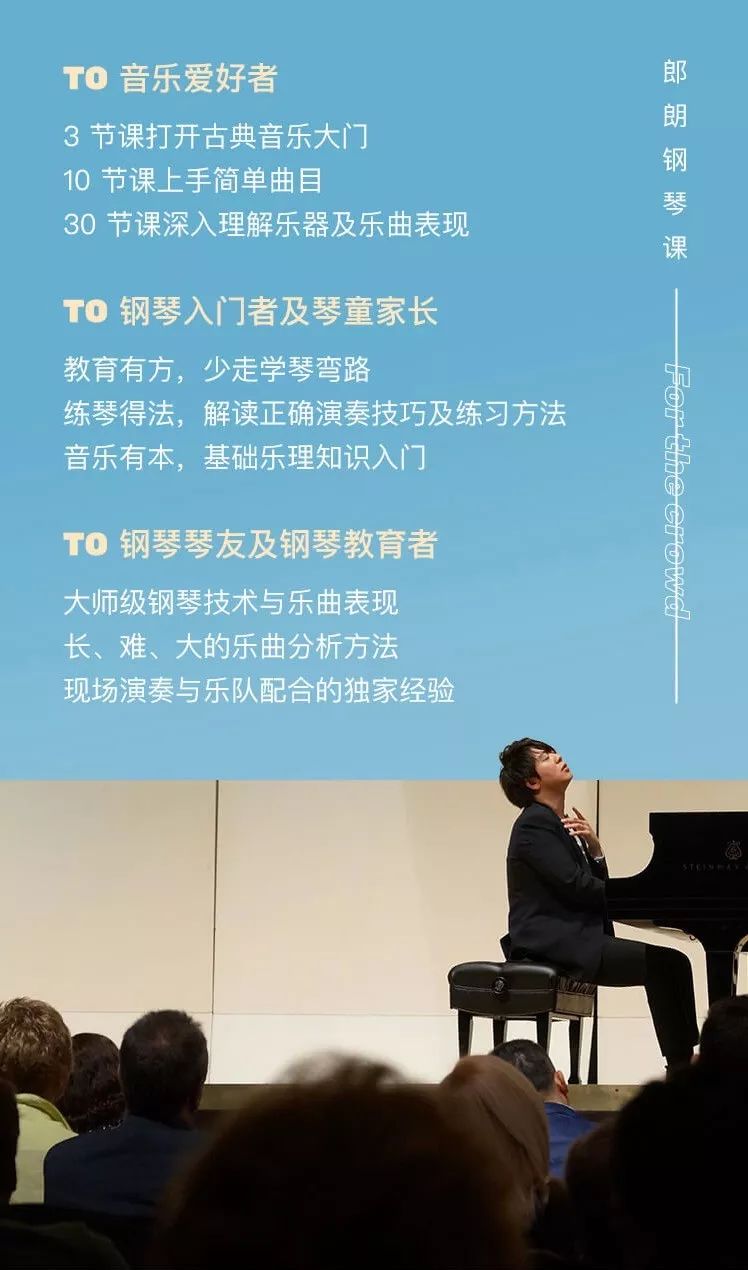 TO 音乐爱好者
3 节课打开古典音乐大门
10 节课上手简单曲目
30 节课深入理解乐器及乐曲表现
TO 钢琴入门者及琴童家长
教育有方，少走学琴弯路
练琴得法，解读正确演奏技巧及练习方法
音乐有本，基础乐理知识入门
TO 钢琴琴友及钢琴教育者
大师级钢琴技术与乐曲表现
长、难、大的乐曲分析方法
现场演奏与乐队配合的独家经验
郎朗钢琴课
For the crowd
STEINWAY